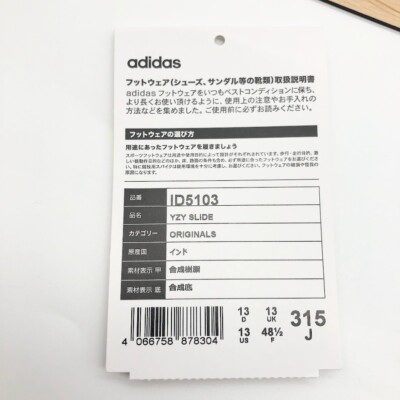 adidas
フットウェア(シューズ、サンダル等の靴類)取扱説明書
adidas フットウェアをいつもベストコンディションに保ち、
より長くお使い頂けるように、使用上の注意やお手入れの
方法などを集めました。ご使用前に必ずお読みください。
フットウェアの選び方
用途にあったフットウェアを履きましょう
品番 ID5103
品名 YZY SLIDE
カテゴリー ORIGINALS
原産国 インド
素材表示 甲 合成樹脂
素材表示 底 合成底
13 D 13 UK 315
13 US 48½ F J
4 066758 878304